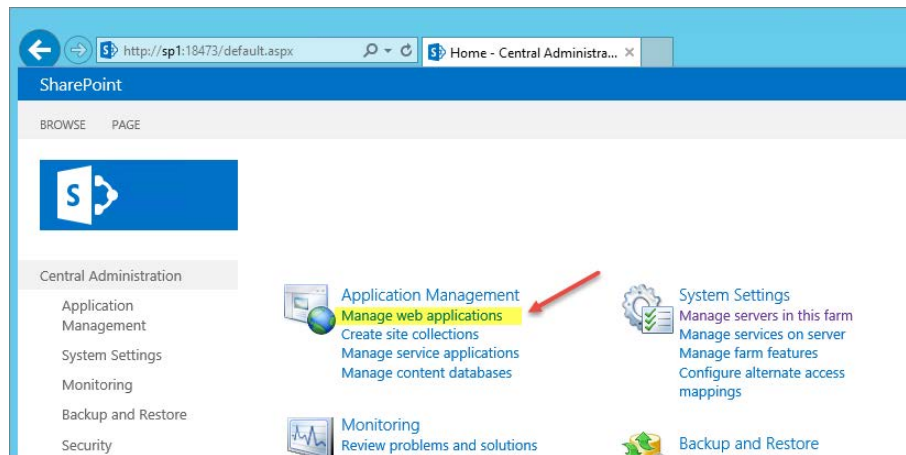 http://sp1:18473/default.aspx
Home - Central Administra...
SharePoint
BROWSE PAGE
S
Central Administration
Application
Management
System Settings
Monitoring
Backup and Restore
Security
Application Management
Manage web applications
Create site collections
Manage service applications
Manage content databases
Monitoring
Review problems and solutions
System Settings
Manage servers in this farm
Manage services on server
Manage farm features
Configure alternate access
mappings
Backup and Restore